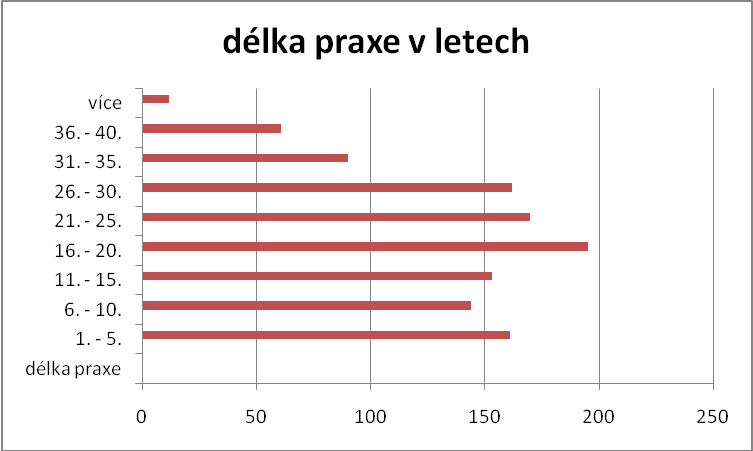 délka praxe v letech
více
36. - 40.
31. - 35.
26. - 30.
21. - 25.
16. - 20.
11. - 15.
6. - 10.
1. - 5.
délka praxe
0 50 100 150 200 250